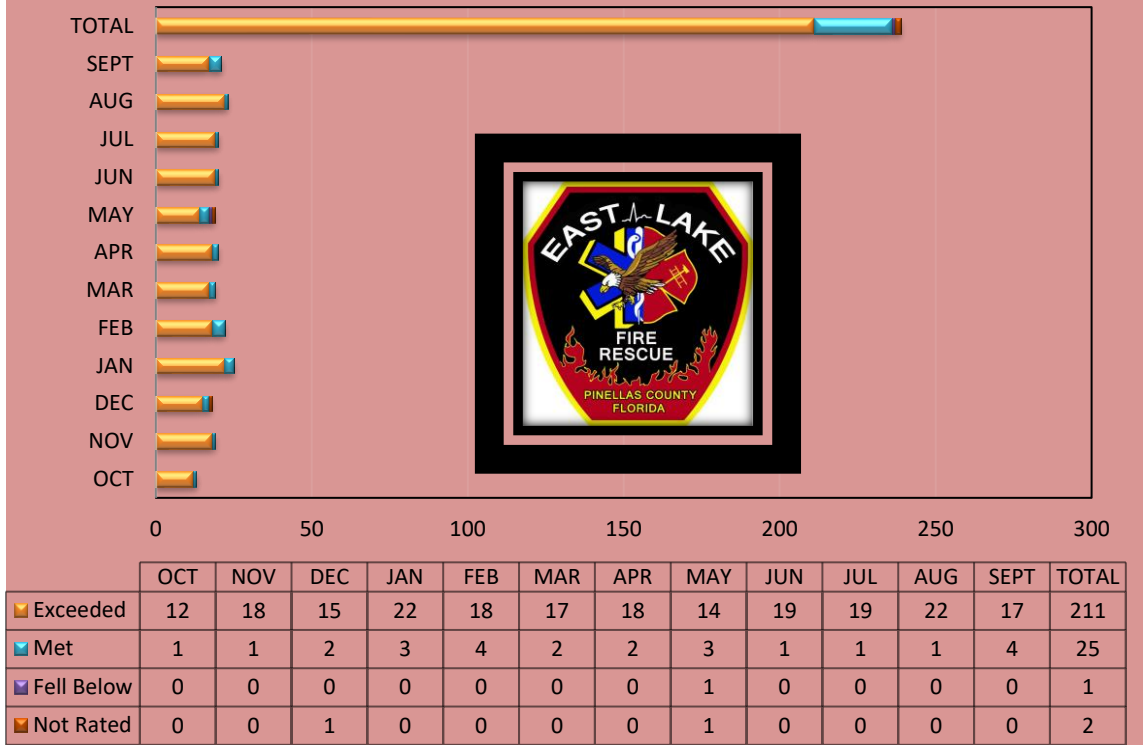 TOTAL
SEPT
AUG
JUL
JUN
MAY
APR
MAR
FEB
JAN
DEC
NOV
OCT
EAST LAKE
FIRE
RESCUE
PINELLAS COUNTY
FLORIDA
0 50 100 150 200 250 300
OCT NOV DEC JAN FEB MAR APR MAY JUN JUL AUG SEPT TOTAL
Exceeded 12 18 15 22 18 17 18 14 19 19 22 17 211
Met 1 1 2 3 4 2 2 3 1 1 1 4 25
Fell Below 0 0 0 0 0 0 0 1 0 0 0 0 1
Not Rated 0 0 1 0 0 0 0 1 0 0 0 0 2